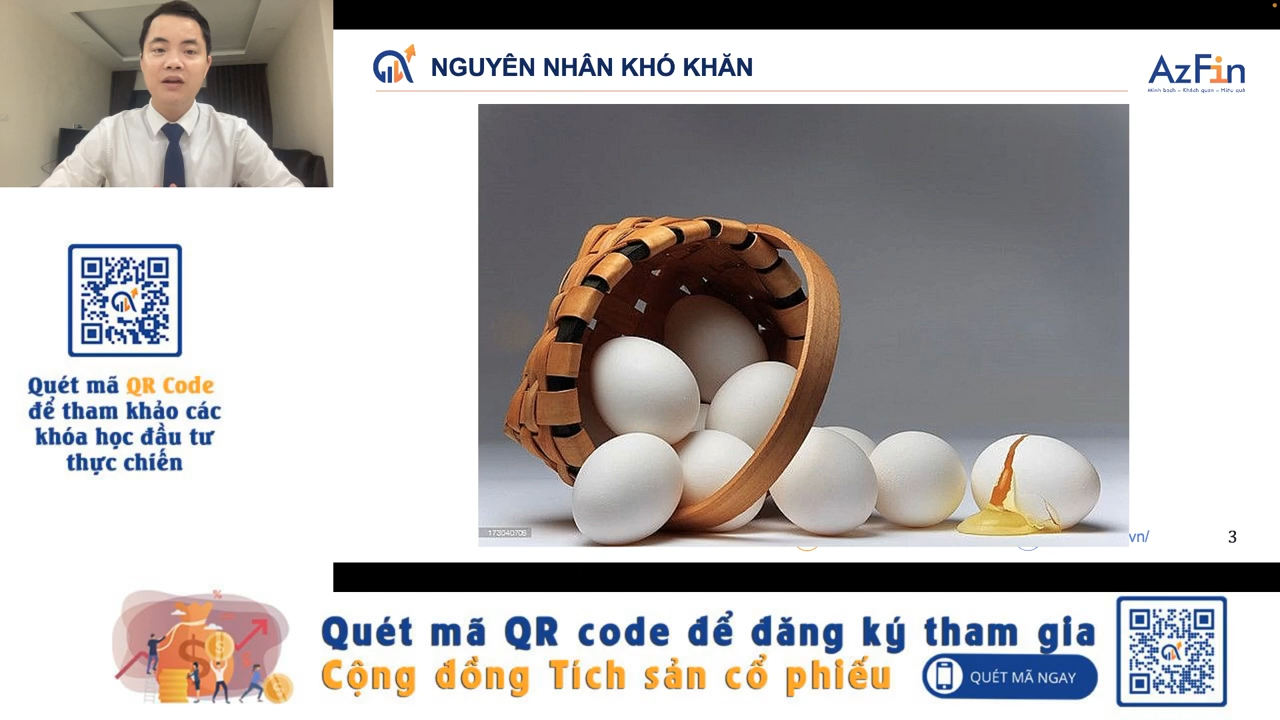 NGUYÊN NHÂN KHÓ KHĂN
AzFin
Minh bạch – Khách quan – Hiệu quả
Quét mã QR Code
để tham khảo các
khóa học đầu tư
thực chiến
173040706
vn/
3
Quét mã QR code để đăng ký tham gia
Cộng đồng Tích sản cổ phiếu
QUÉT MÃ NGAY